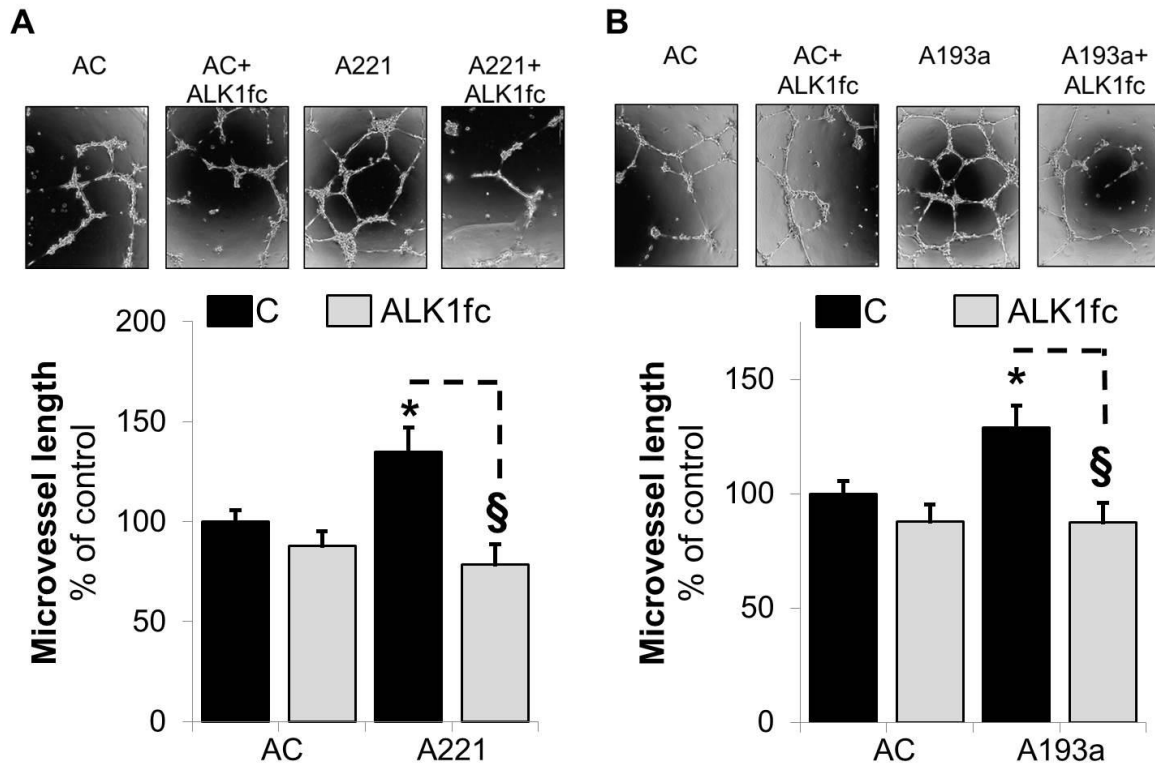 A
AC
AC+
ALK1fc
A221
A221+
ALK1fc
C
ALK1fc
Microvessel length
% of control
200
150
100
50
0
*
§
AC
A221
B
AC
AC+
ALK1fc
A193a
A193a+
ALK1fc
C
ALK1fc
Microvessel length
% of control
150
100
50
0
*
§
AC
A193a